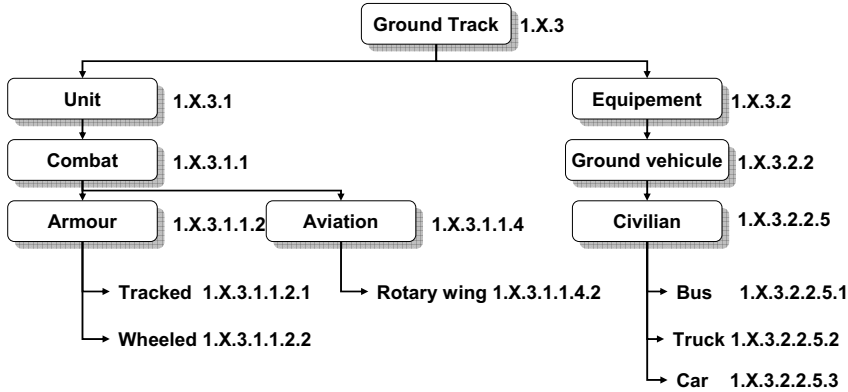 Ground Track 1.X.3
Unit 1.X.3.1 Equipement 1.X.3.2
Combat 1.X.3.1.1 Ground vehicule 1.X.3.2.2
Armour 1.X.3.1.1.2 Aviation 1.X.3.1.1.4 Civilian 1.X.3.2.2.5
Tracked 1.X.3.1.1.2.1 Rotary wing 1.X.3.1.1.4.2 Bus 1.X.3.2.2.5.1
Wheeled 1.X.3.1.1.2.2 Truck 1.X.3.2.2.5.2
Car 1.X.3.2.2.5.3